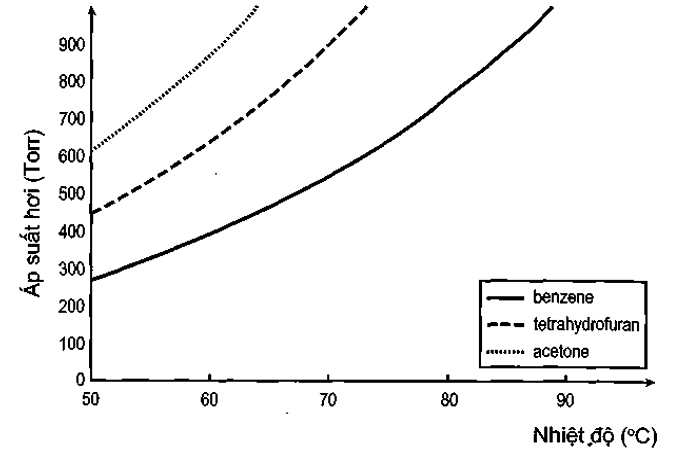 Áp suất hơi (Torr)
900
800
700
600
500
400
300
200
100
0
50 60 70 80 90
benzene
tetrahydrofuran
acetone
Nhiệt độ (°C)